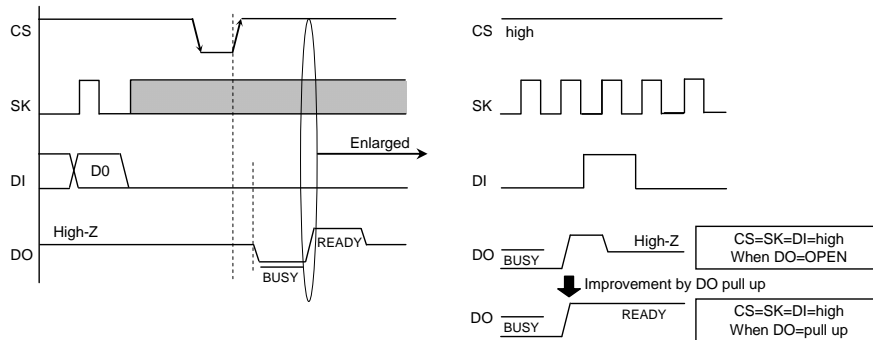 CS
SK
DI
D0
Enlarged
High-Z
DO
BUSY
READY
CS high
SK
DI
DO
BUSY
High-Z
CS=SK=DI=high
When DO=OPEN
Improvement by DO pull up
DO
BUSY
READY
CS=SK=DI=high
When DO=pull up